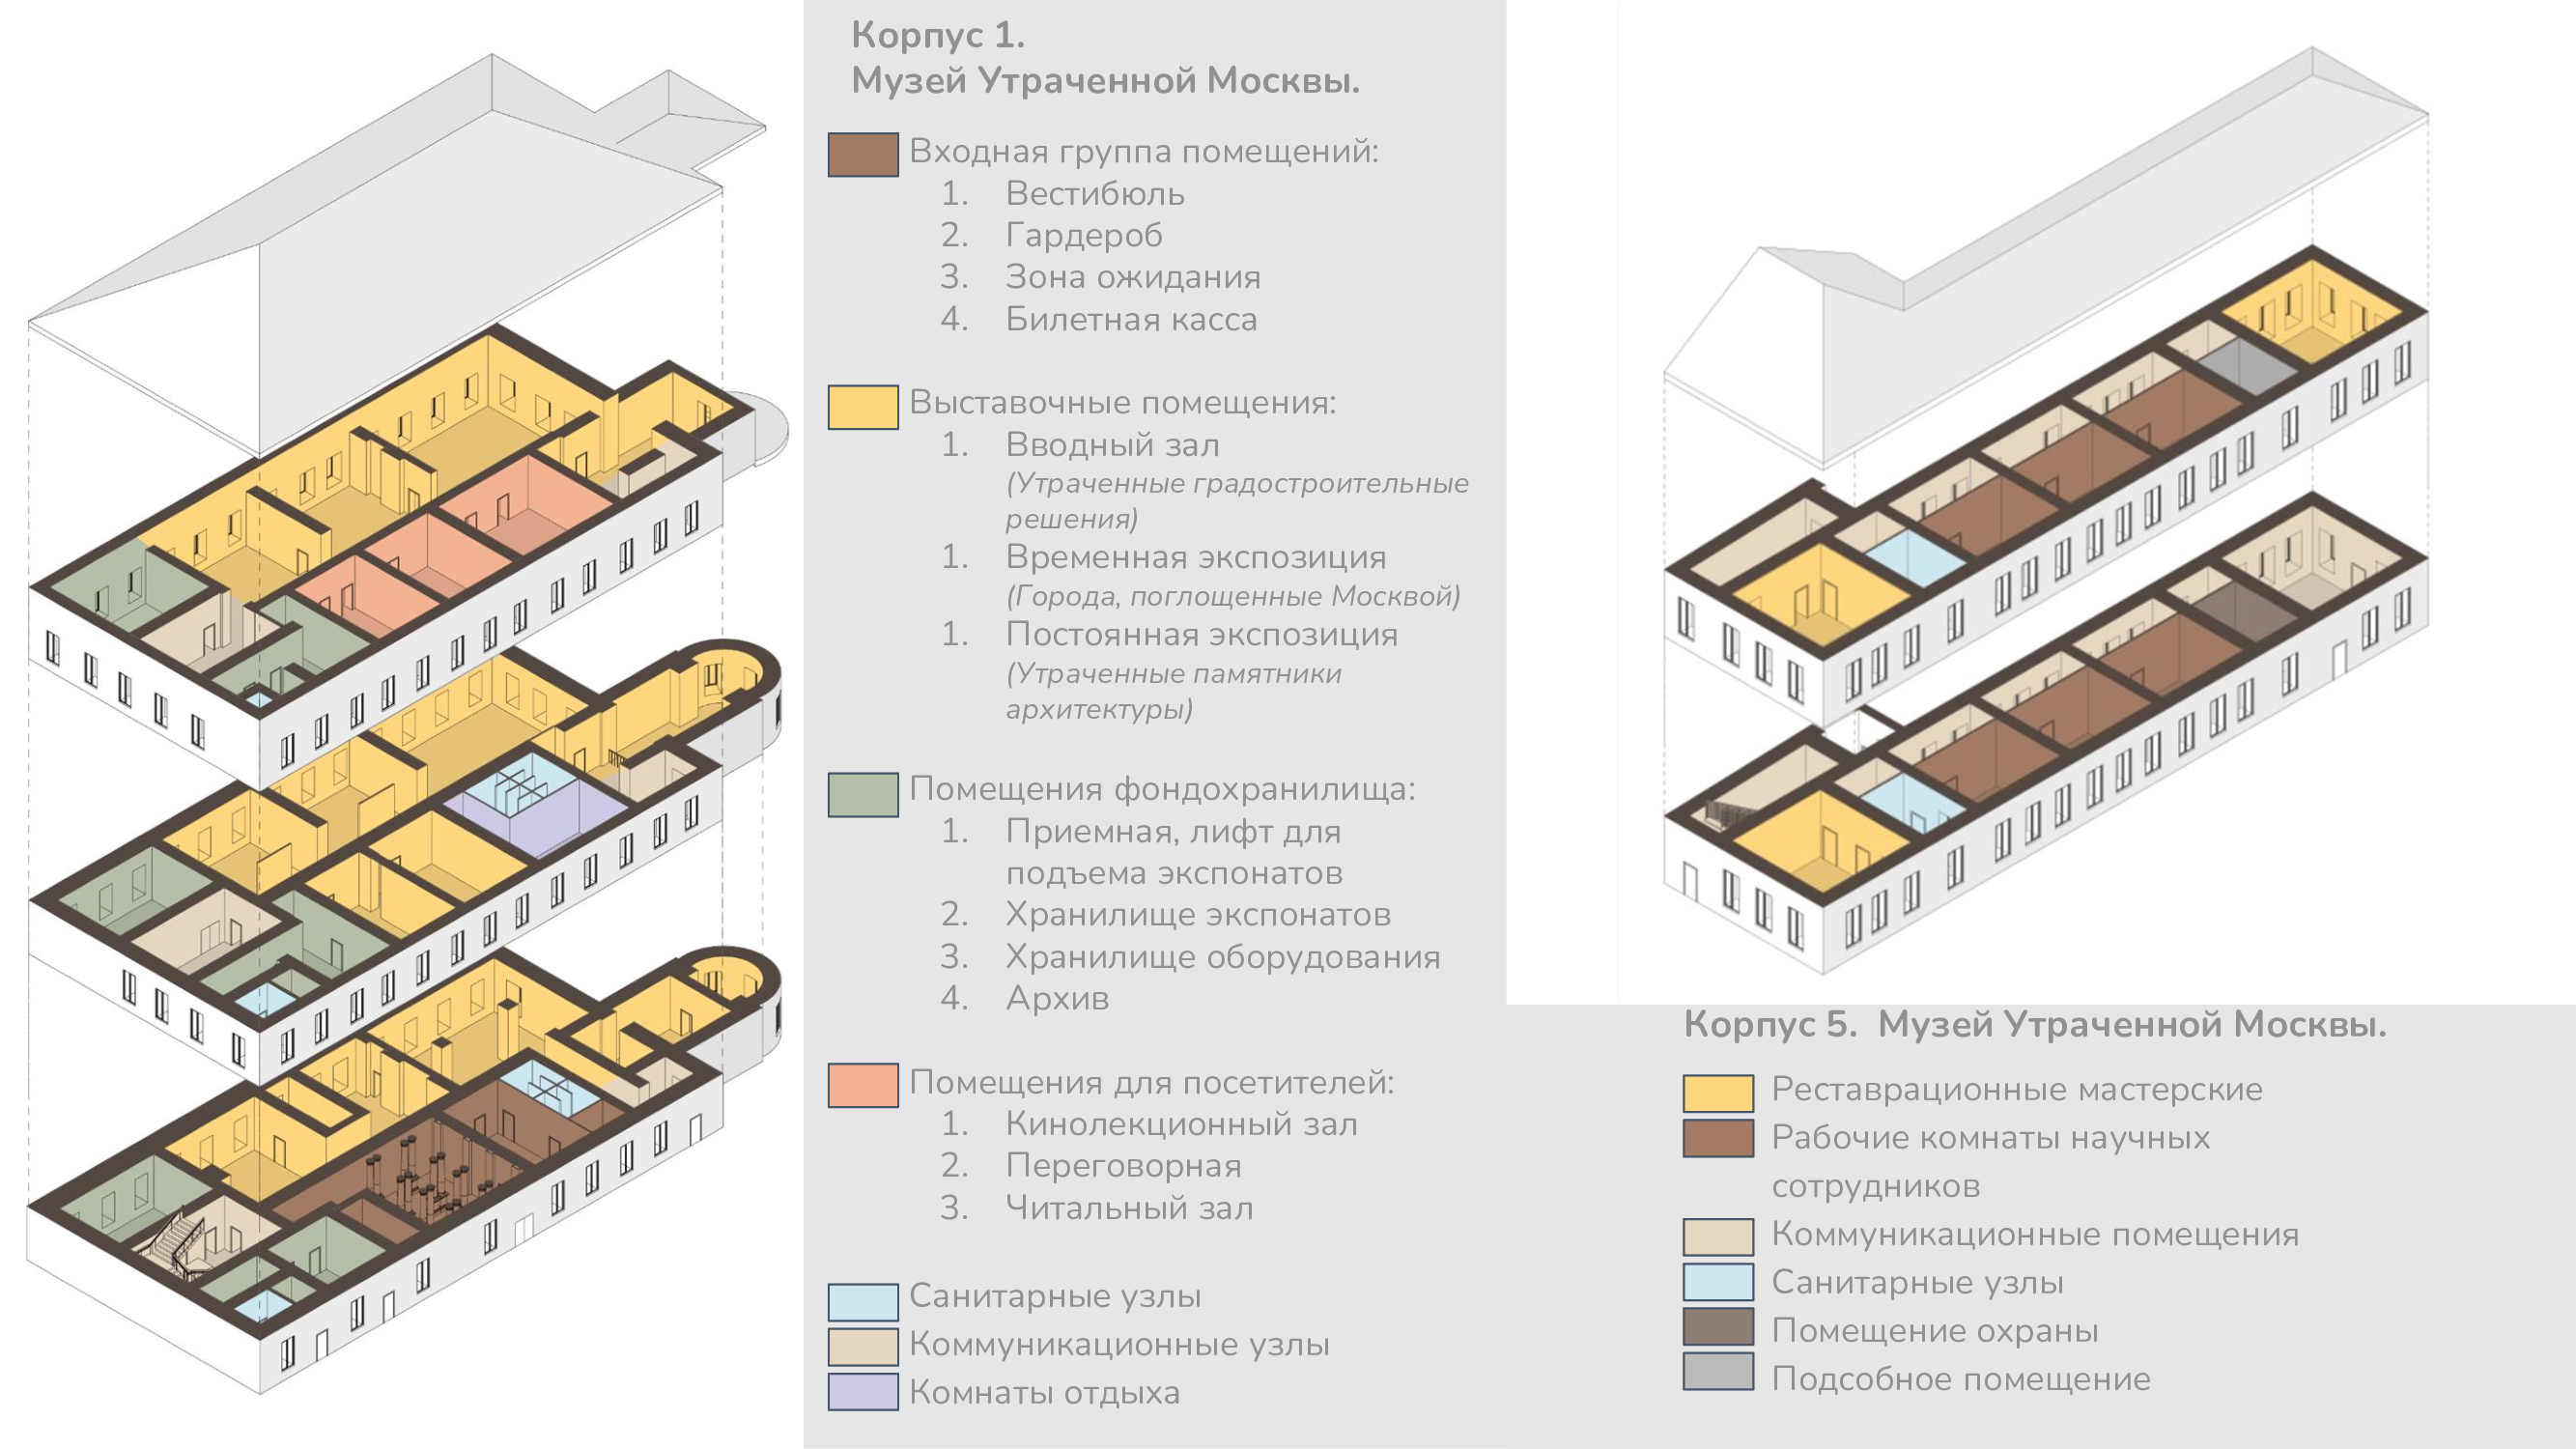 Корпус 1.
Музей Утраченной Москвы.
Входная группа помещений:
1. Вестибюль
2. Гардероб
3. Зона ожидания
4. Билетная касса
Выставочные помещения:
1. Вводный зал
(Утраченные градостроительные
решения)
1. Временная экспозиция
(Города, поглощенные Москвой)
1. Постоянная экспозиция
(Утраченные памятники
архитектуры)
Помещения фондохранилища:
1. Приемная, лифт для
подъема экспонатов
2. Хранилище экспонатов
3. Хранилище оборудования
4. Архив
Помещения для посетителей:
1. Кинолекционный зал
2. Переговорная
3. Читальный зал
Санитарные узлы
Коммуникационные узлы
Комнаты отдыха
Корпус 5. Музей Утраченной Москвы.
Реставрационные мастерские
Рабочие комнаты научных
сотрудников
Коммуникационные помещения
Санитарные узлы
Помещение охраны
Подсобное помещение